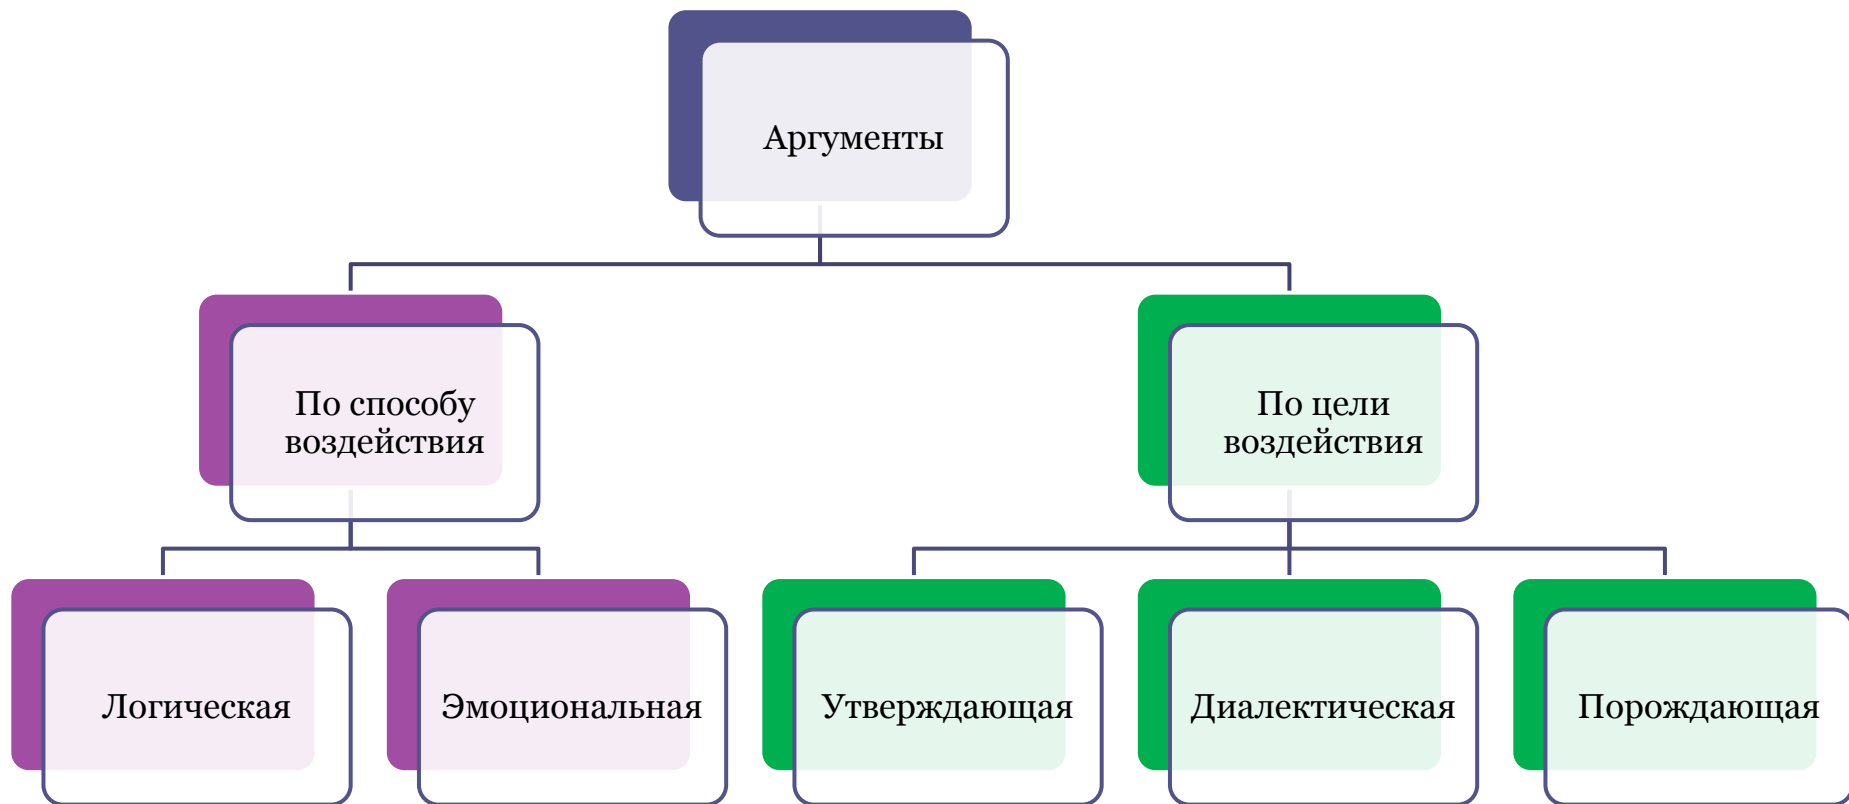 Аргументы
По способу
воздействия
По цели
воздействия
Логическая
Эмоциональная
Утверждающая
Диалектическая
Порождающая